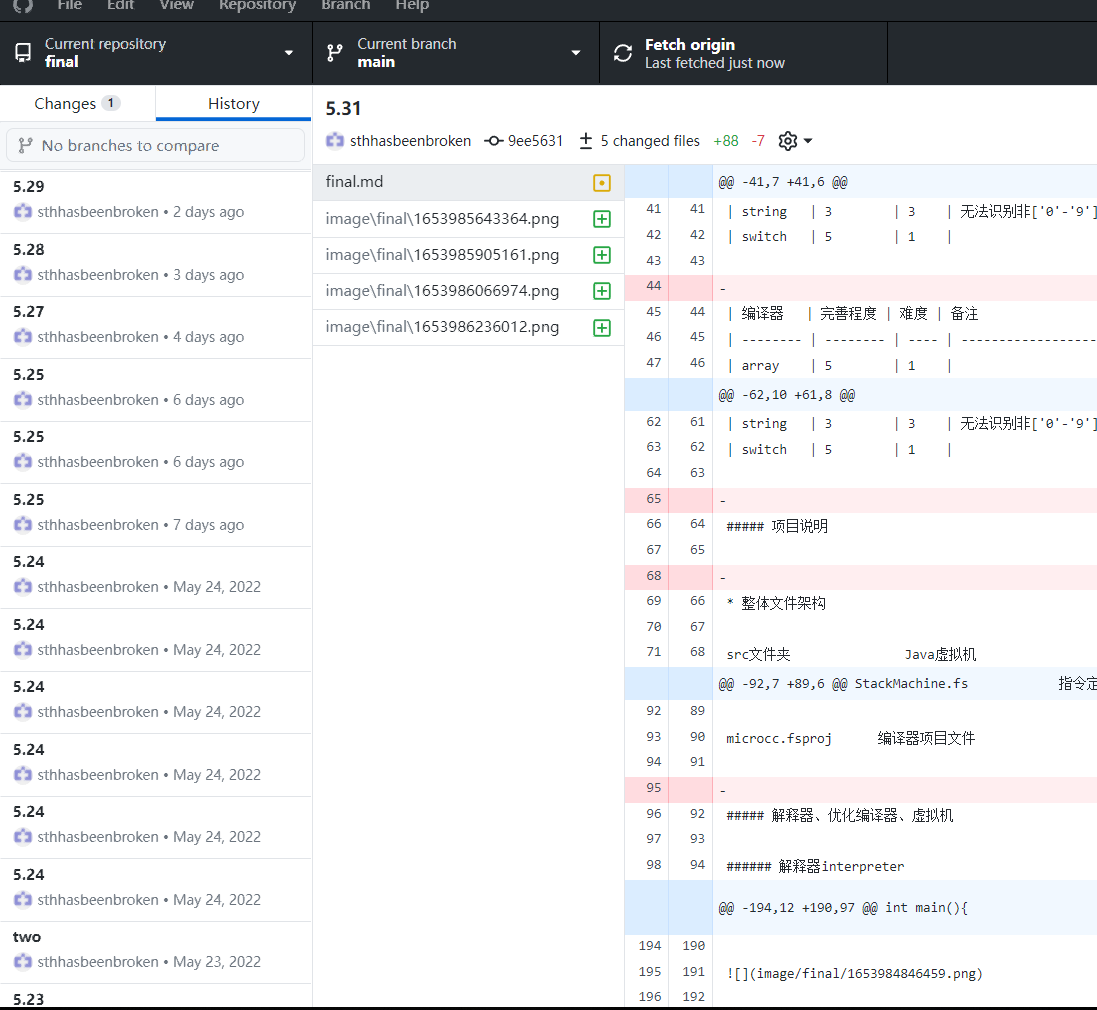 File Edit View Repository Branch Help
Current repository
final
Current branch
main
Fetch origin
Last fetched just now
Changes 1 History
No branches to compare
5.29
sthhasbeenbroken • 2 days ago
5.28
sthhasbeenbroken • 3 days ago
5.27
sthhasbeenbroken • 4 days ago
5.25
sthhasbeenbroken • 6 days ago
5.25
sthhasbeenbroken • 6 days ago
5.25
sthhasbeenbroken • 7 days ago
5.24
sthhasbeenbroken • May 24, 2022
5.24
sthhasbeenbroken • May 24, 2022
5.24
sthhasbeenbroken • May 24, 2022
5.24
sthhasbeenbroken • May 24, 2022
5.24
sthhasbeenbroken • May 24, 2022
5.24
sthhasbeenbroken • May 24, 2022
two
sthhasbeenbroken • May 23, 2022
5.23
5.31
sthhasbeenbroken 9ee5631 5 changed files +88 -7
final.md
image\final\1653985643364.png
image\final\1653985905161.png
image\final\1653986066974.png
image\final\1653986236012.png
@@ -41,7 +41,6 @@
41 41 | string | 3 | 3 | 无法识别非['0'-'9']
42 42 | switch | 5 | 1 |
43 43
44 -
45 44 | 编译器 | 完善程度 | 难度 | 备注
46 45 | -------- | -------- | ---- | ------------------
47 46 | array | 5 | 1 |
@@ -62,10 +61,8 @@
62 61 | string | 3 | 3 | 无法识别非['0'-'9']
63 62 | switch | 5 | 1 |
64 63
65 -
66 64 ##### 项目说明
67 65
68 -
69 66 * 整体文件架构
70 67
71 68 src文件夹 Java虚拟机
@@ -92,7 +89,6 @@ StackMachine.fs 指令定
92 89
93 90 microcc.fsproj 编译器项目文件
94 91
95 -
96 92 ##### 解释器、优化编译器、虚拟机
97 93
98 94 ###### 解释器interpreter
@@ -194,12 +190,97 @@ int main(){
194 190
195 191 ![](image/final/1653984846459.png)
196 192